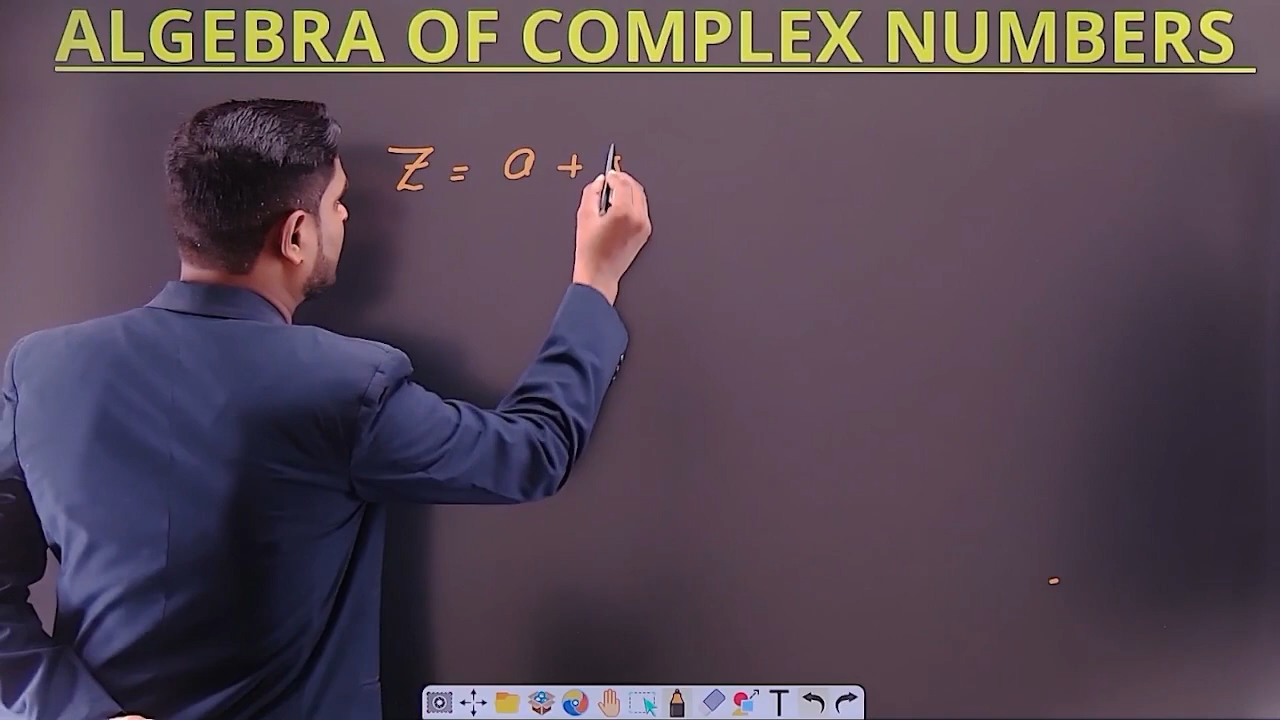 ALGEBRA OF COMPLEX NUMBERS
Z = a +